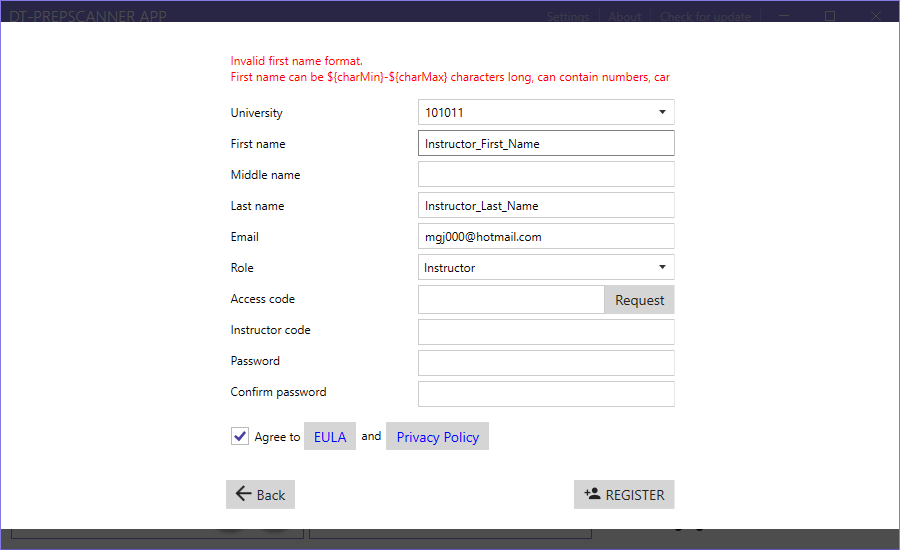 DT-PREPSCANNER APP
Settings About Check for update
Invalid first name format.
First name can be ${charMin}-${charMax} characters long, can contain numbers, car
University 101011
First name Instructor_First_Name
Middle name
Last name Instructor_Last_Name
Email mgj000@hotmail.com
Role Instructor
Access code Request
Instructor code
Password
Confirm password
Agree to EULA and Privacy Policy
Back REGISTER